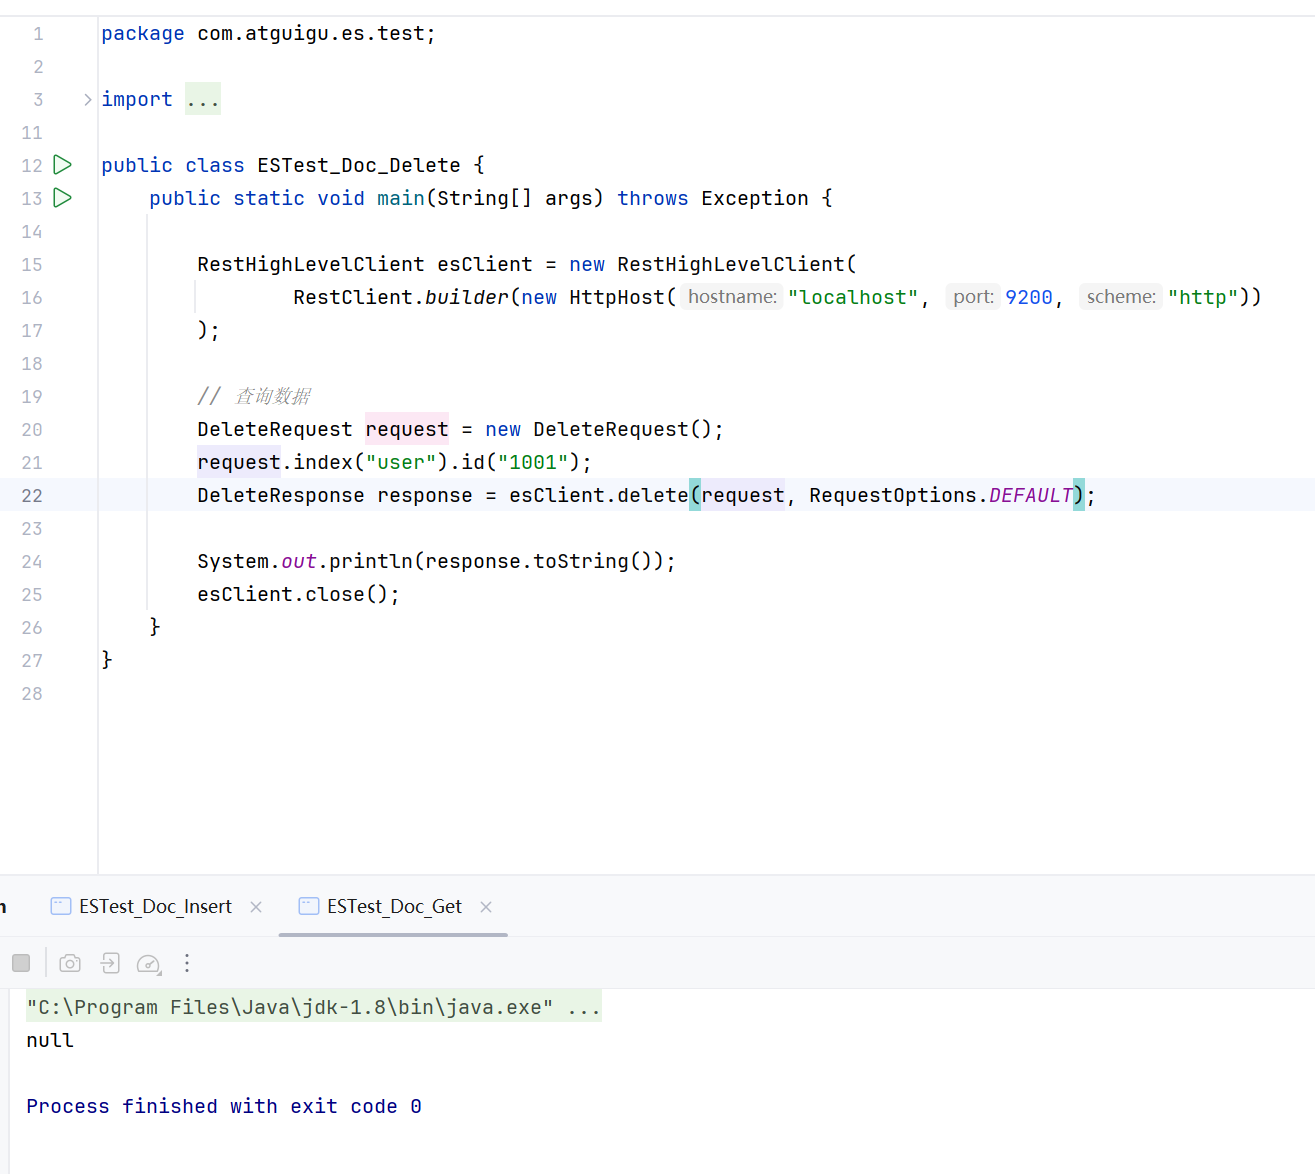 1 package com.atguigu.es.test;
2
3 import ...
11
12 public class ESTest_Doc_Delete {
13 public static void main(String[] args) throws Exception {
14
15 RestHighLevelClient esClient = new RestHighLevelClient(
16 RestClient.builder(new HttpHost( hostname: "localhost", port: 9200, scheme: "http"))
17 );
18
19 // 查询数据
20 DeleteRequest request = new DeleteRequest();
21 request.index("user").id("1001");
22 DeleteResponse response = esClient.delete(request, RequestOptions.DEFAULT);
23
24 System.out.println(response.toString());
25 esClient.close();
26 }
27 }
28
n ESTest_Doc_Insert ESTest_Doc_Get
"C:\Program Files\Java\jdk-1.8\bin\java.exe" ...
null
Process finished with exit code 0